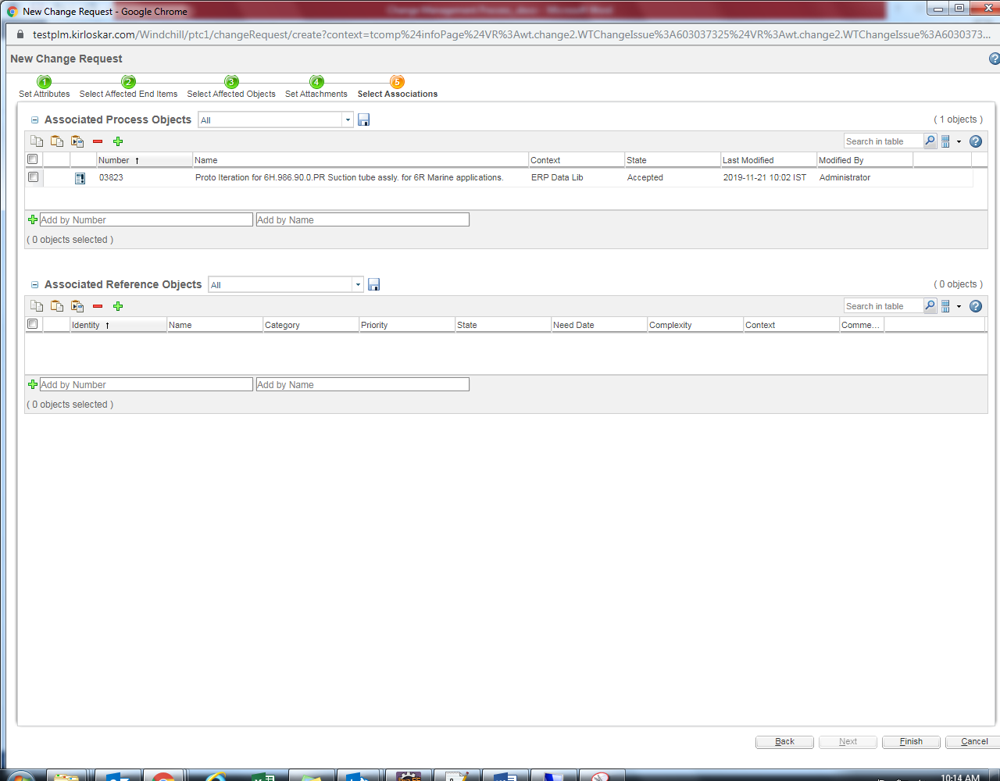 New Change Request - Google Chrome
Change Management Process_.docx - Microsoft Word
testplm.kirloskar.com/Windchill/ptc1/changeRequest/create?context=tcomp%24infoPage%24VR%3Awt.change2.WTChangeIssue%3A603037325%24VR%3Awt.change2.WTChangeIssue%3A6030373...
New Change Request
1 2 3 4 5
Set Attributes Select Affected End Items Select Affected Objects Set Attachments Select Associations
Associated Process Objects All ( 1 objects )
Search in table
Number Name Context State Last Modified Modified By
03823 Proto Iteration for 6H.986.90.0.PR Suction tube assly. for 6R Marine applications. ERP Data Lib Accepted 2019-11-21 10:02 IST Administrator
Add by Number Add by Name
( 0 objects selected )
Associated Reference Objects All ( 0 objects )
Search in table
Identity Name Category Priority State Need Date Complexity Context Comme...
Add by Number Add by Name
( 0 objects selected )
Back Next Finish Cancel
10:14 AM